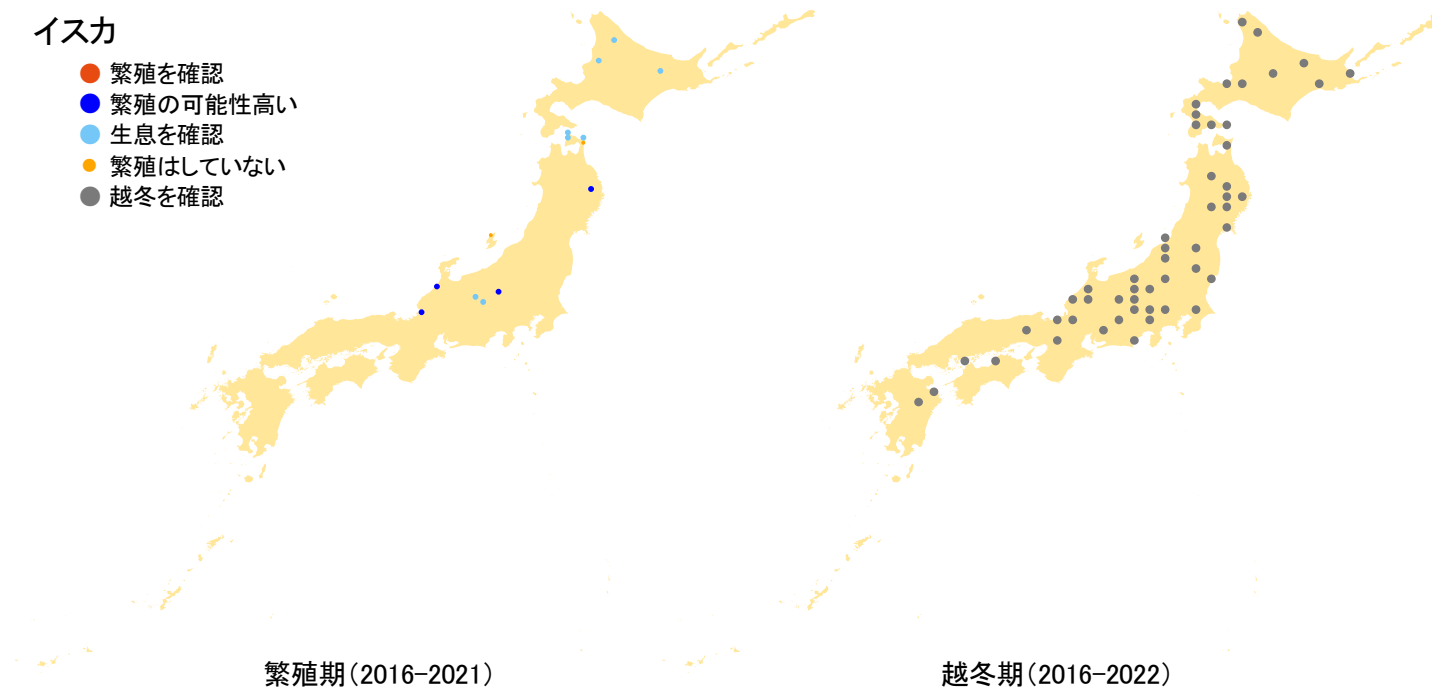 イスカ
繁殖を確認
繁殖の可能性高い
生息を確認
繁殖はしていない
越冬を確認
繁殖期（2016-2021）
越冬期（2016-2022）